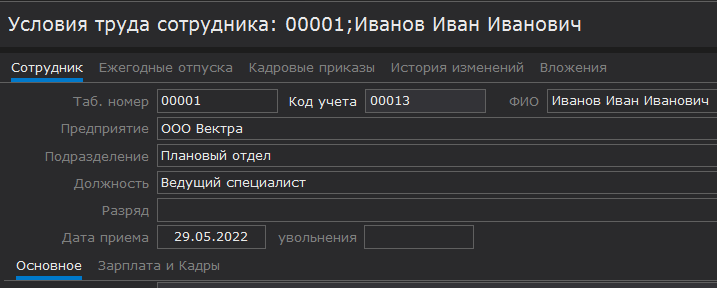 Условия труда сотрудника: 00001;Иванов Иван Иванович
Сотрудник Ежегодные отпуска Кадровые приказы История изменений Вложения
Таб. номер 00001 Код учета 00013 ФИО Иванов Иван Иванович
Предприятие ООО Вектра
Подразделение Плановый отдел
Должность Ведущий специалист
Разряд
Дата приема 29.05.2022 увольнения
Основное Зарплата и Кадры